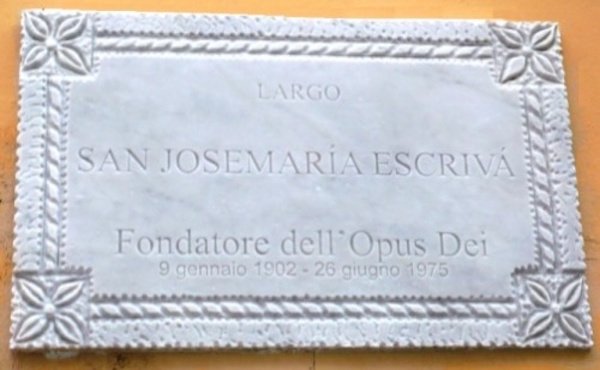 LARGO
SAN JOSEMARÍA ESCRIVÁ
Fondatore dell'Opus Dei
9 gennaio 1902 - 26 giugno 1975